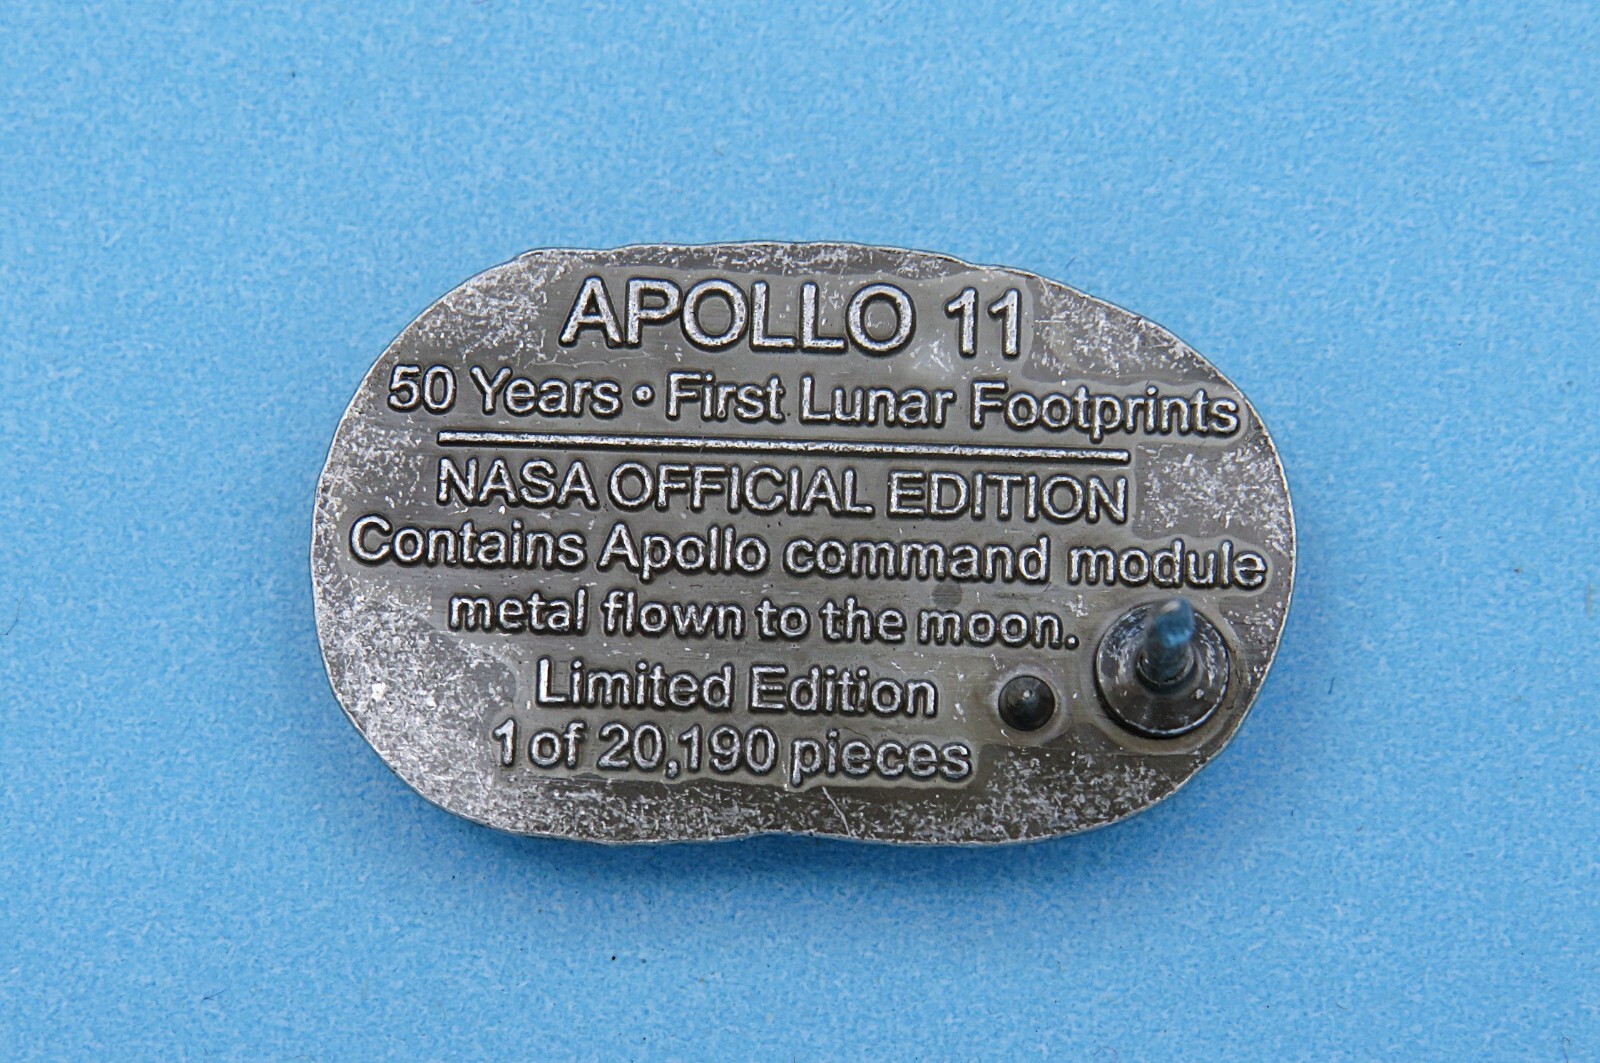 APOLLO 11
50 Years • First Lunar Footprints
NASA OFFICIAL EDITION
Contains Apollo command module
metal flown to the moon.
Limited Edition
1 of 20,190 pieces